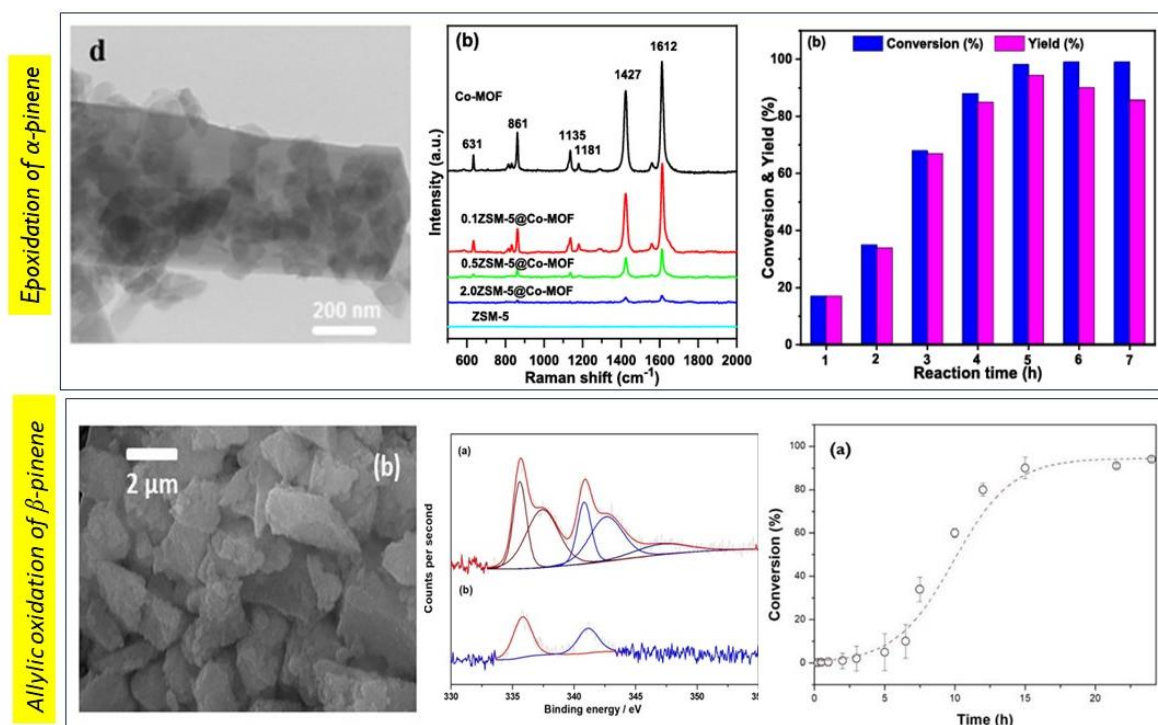 Epoxidation of α-pinene
d
200 nm
(b)
Co-MOF
631
861
1135
1181
1427
1612
0.1ZSM-5@Co-MOF
0.5ZSM-5@Co-MOF
2.0ZSM-5@Co-MOF
ZSM-5
Intensity (a.u.)
600 800 1000 1200 1400 1600 1800 2000
Raman shift (cm⁻¹)
(b)
Conversion (%) Yield (%)
Conversion & Yield (%)
100
80
60
40
20
0
1 2 3 4 5 6 7
Reaction time (h)
Allylic oxidation of β-pinene
2 μm
(b)
(a)
(b)
Counts per second
330 335 340 345 350
Binding energy / eV
(a)
Conversion (%)
100
80
60
40
20
0
0 5 10 15 20
Time (h)